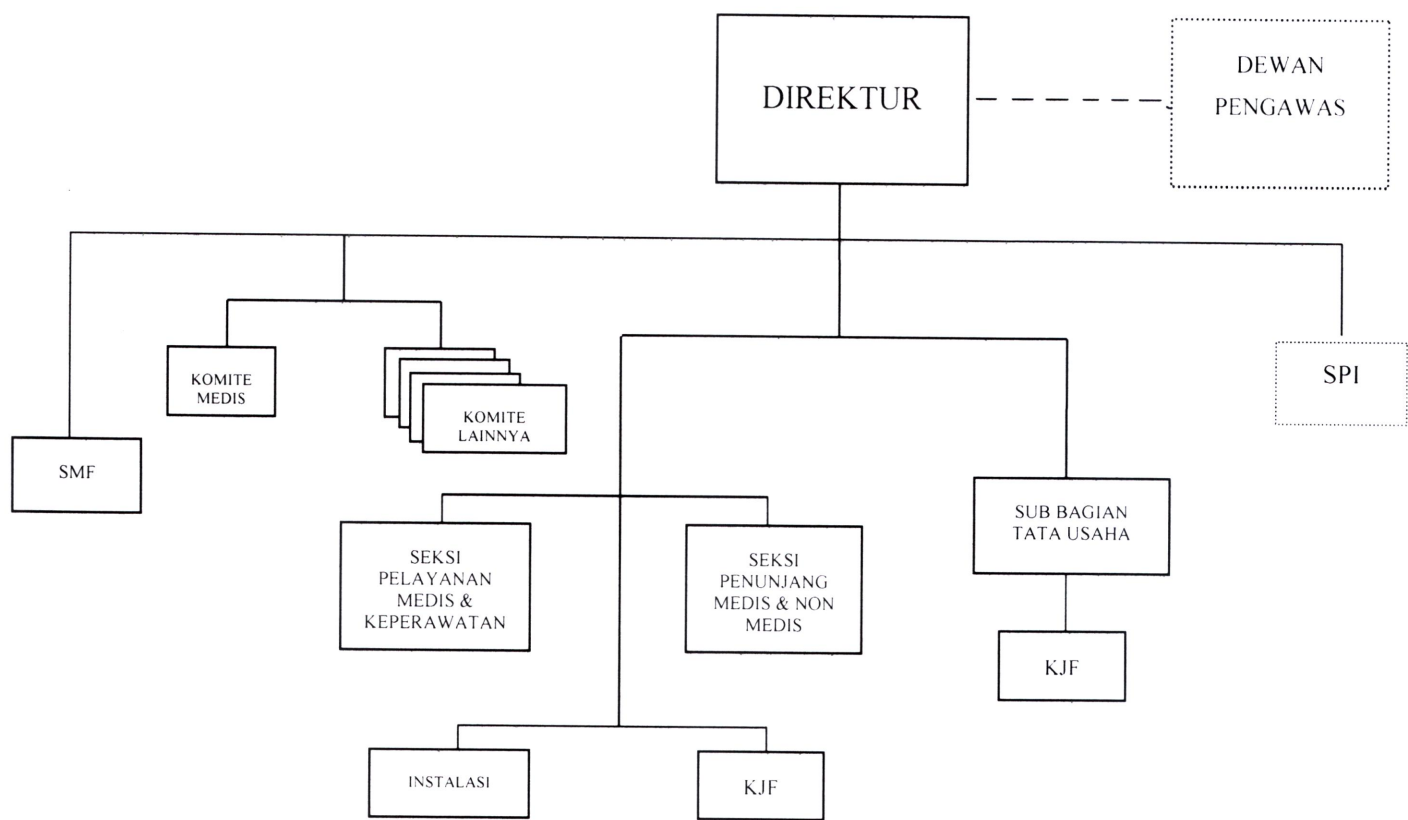 DIREKTUR
DEWAN
PENGAWAS
KOMITE
MEDIS
KOMITE
LAINNYA
SPI
SMF
SEKSI
PELAYANAN
MEDIS &
KEPERAWATAN
SEKSI
PENUNJANG
MEDIS & NON
MEDIS
SUB BAGIAN
TATA USAHA
KJF
INSTALASI
KJF